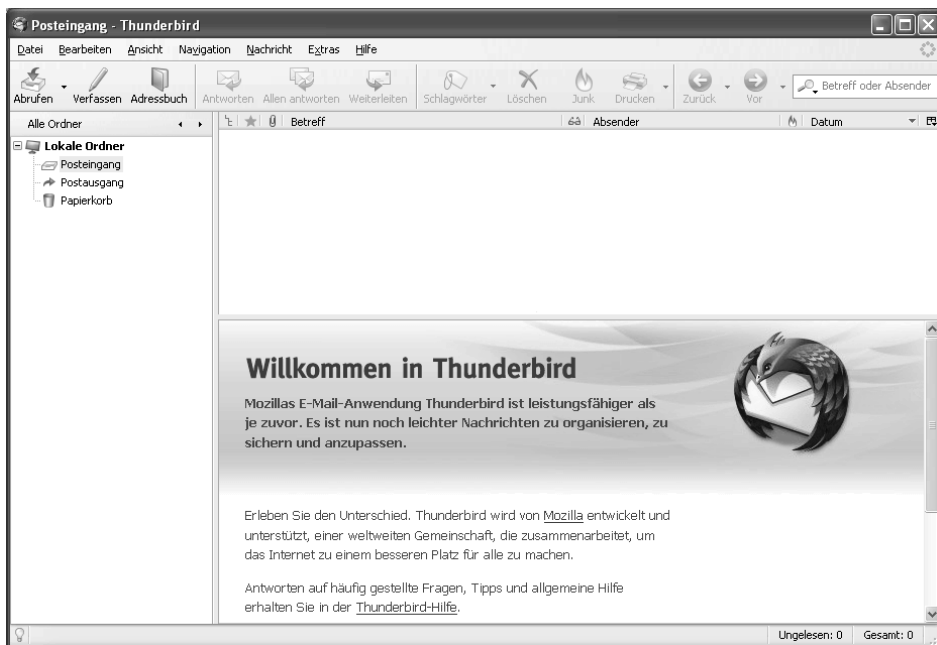 Posteingang - Thunderbird
Datei Bearbeiten Ansicht Navigation Nachricht Extras Hilfe
Abrufen Verfassen Adressbuch Antworten Allen antworten Weiterleiten Schlagwörter Löschen Junk Drucken Zurück Vor Betreff oder Absender
Alle Ordner Betreff Absender Datum
Lokale Ordner
Posteingang
Postausgang
Papierkorb
Willkommen in Thunderbird
Mozillas E-Mail-Anwendung Thunderbird ist leistungsfähiger als
je zuvor. Es ist nun noch leichter Nachrichten zu organisieren, zu
sichern und anzupassen.
Erleben Sie den Unterschied. Thunderbird wird von Mozilla entwickelt und
unterstützt, einer weltweiten Gemeinschaft, die zusammenarbeitet, um
das Internet zu einem besseren Platz für alle zu machen.
Antworten auf häufig gestellte Fragen, Tipps und allgemeine Hilfe
erhalten Sie in der Thunderbird-Hilfe.
Ungelesen: 0 Gesamt: 0